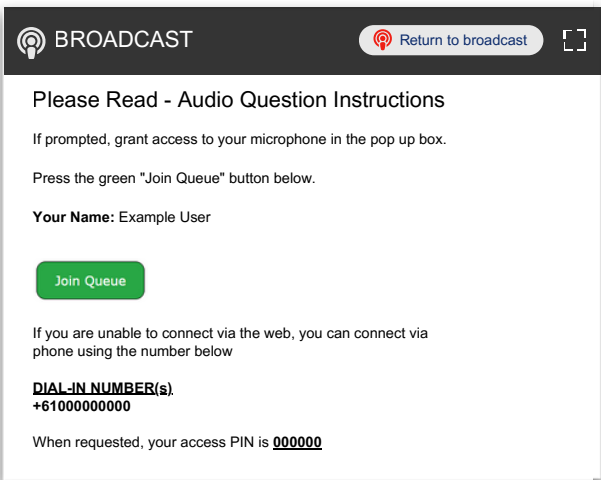 BROADCAST
Return to broadcast
Please Read - Audio Question Instructions
If prompted, grant access to your microphone in the pop up box.
Press the green "Join Queue" button below.
Your Name: Example User
Join Queue
If you are unable to connect via the web, you can connect via
phone using the number below
DIAL-IN NUMBER(s)
+61000000000
When requested, your access PIN is 000000